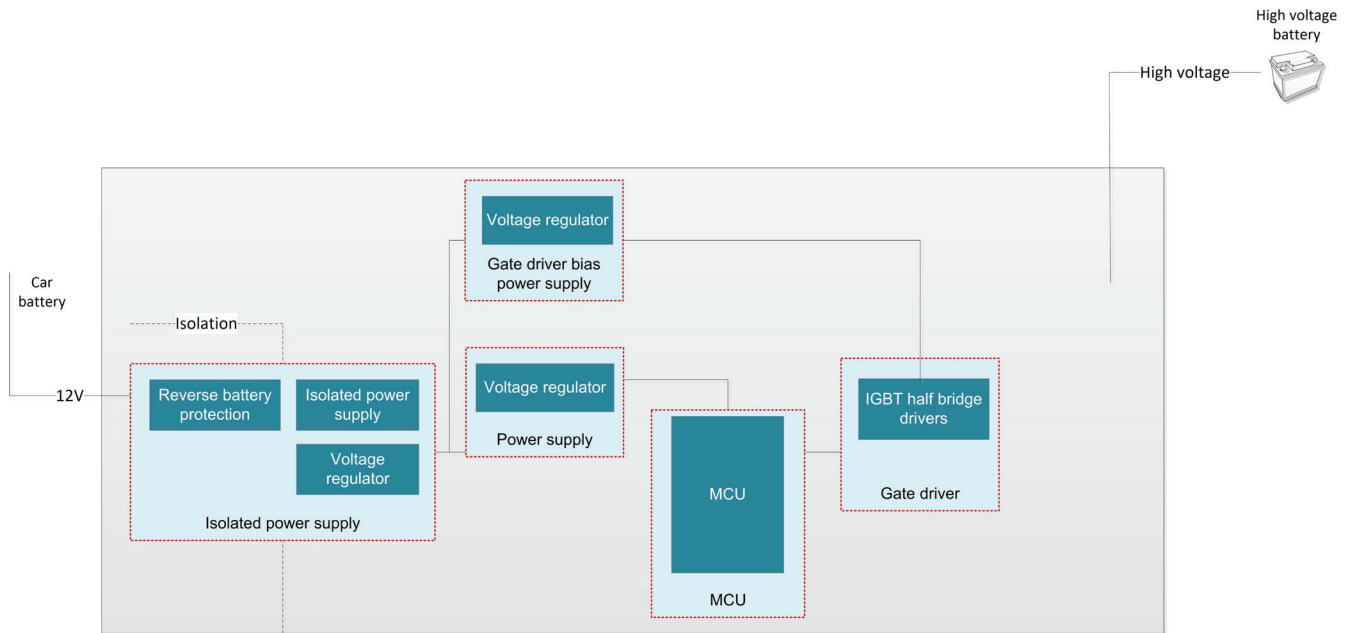 High voltage
battery
High voltage
Voltage regulator
Gate driver bias
power supply
Car
battery
Isolation
12V
Reverse battery
protection
Isolated power
supply
Voltage
regulator
Isolated power supply
Voltage regulator
Power supply
MCU
MCU
IGBT half bridge
drivers
Gate driver